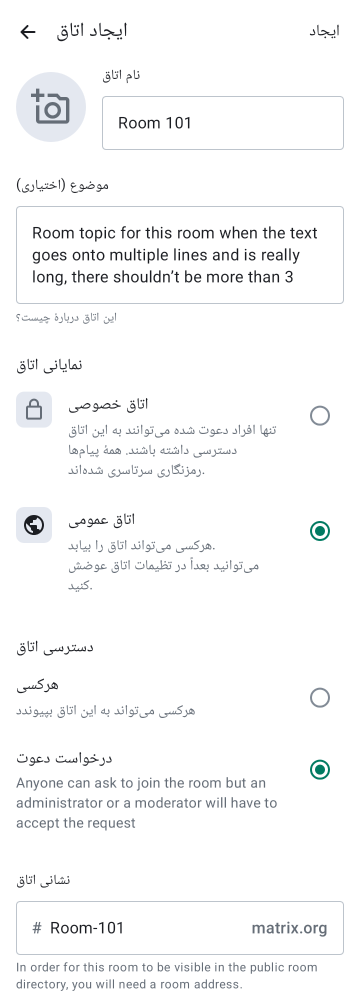 ایجاد اتاق
ایجاد
نام اتاق
Room 101
موضوع (اختیاری)
Room topic for this room when the text
goes onto multiple lines and is really
long, there shouldn’t be more than 3
این اتاق دربارهٔ چیست؟
نمایانی اتاق
اتاق خصوصی
تنها افراد دعوت شده می‌توانند به این اتاق
دسترسی داشته باشند. همهٔ پیام‌ها
رمزنگاری سرتاسری شده‌اند.
اتاق عمومی
هرکسی می‌تواند اتاق را بیابد.
می‌توانید بعداً در تظیمات اتاق عوضش
کنید.
دسترسی اتاق
هرکسی
هرکسی می‌تواند به این اتاق بپیوندد
درخواست دعوت
Anyone can ask to join the room but an
administrator or a moderator will have to
accept the request
نشانی اتاق
# Room-101 matrix.org
In order for this room to be visible in the public room
directory, you will need a room address.